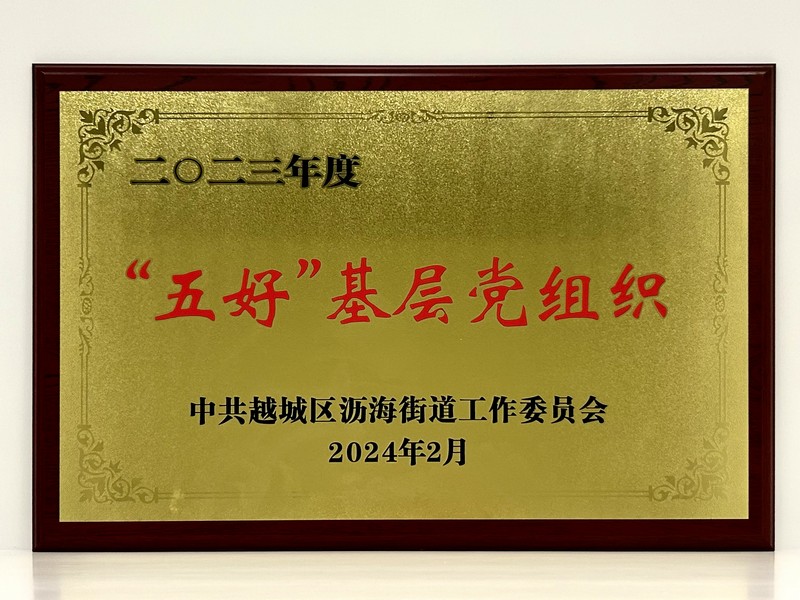 二〇二三年度
“五好”基层党组织
中共越城区沥海街道工作委员会
2024年2月